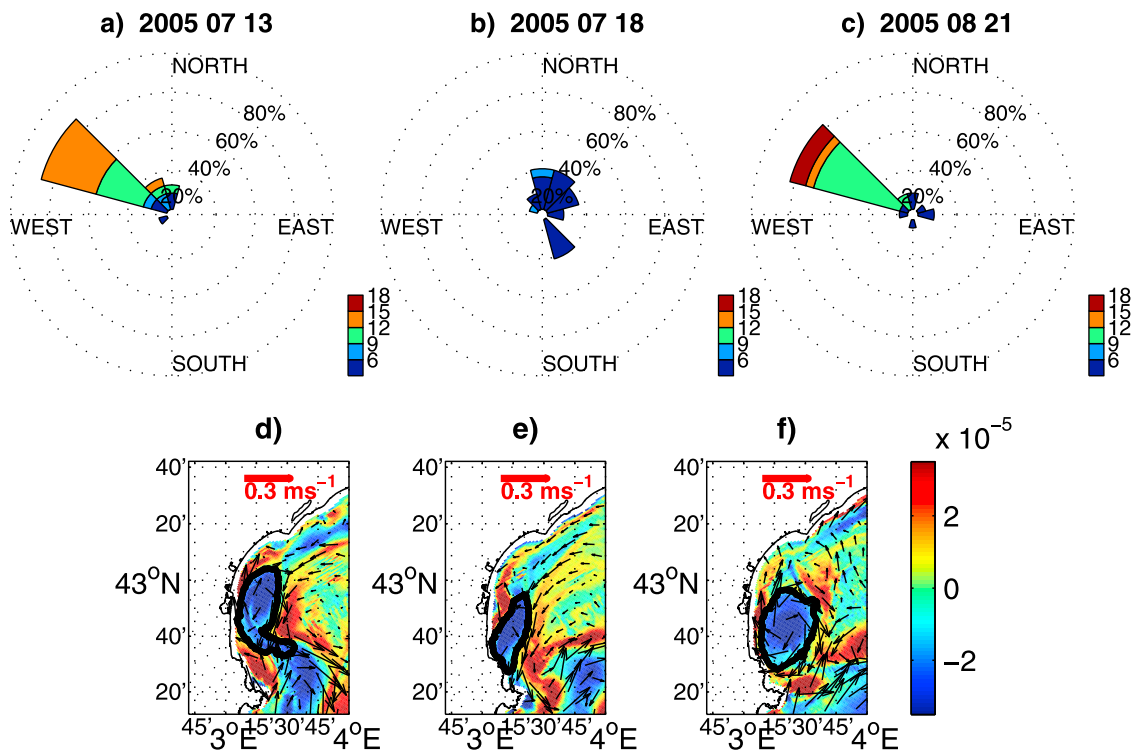 a) 2005 07 13
NORTH
80%
60%
40%
20%
WEST
EAST
SOUTH
18
15
12
9
6
b) 2005 07 18
NORTH
80%
60%
40%
20%
WEST
EAST
SOUTH
18
15
12
9
6
c) 2005 08 21
NORTH
80%
60%
40%
20%
WEST
EAST
SOUTH
18
15
12
9
6
d)
0.3 ms⁻¹
40'
20'
43°N
40'
20'
45' 3°E 15' 30' 45' 4°E
e)
0.3 ms⁻¹
40'
20'
43°N
40'
20'
45' 3°E 15' 30' 45' 4°E
f)
0.3 ms⁻¹
40'
20'
43°N
40'
20'
45' 3°E 15' 30' 45' 4°E
x 10⁻⁵
2
0
−2